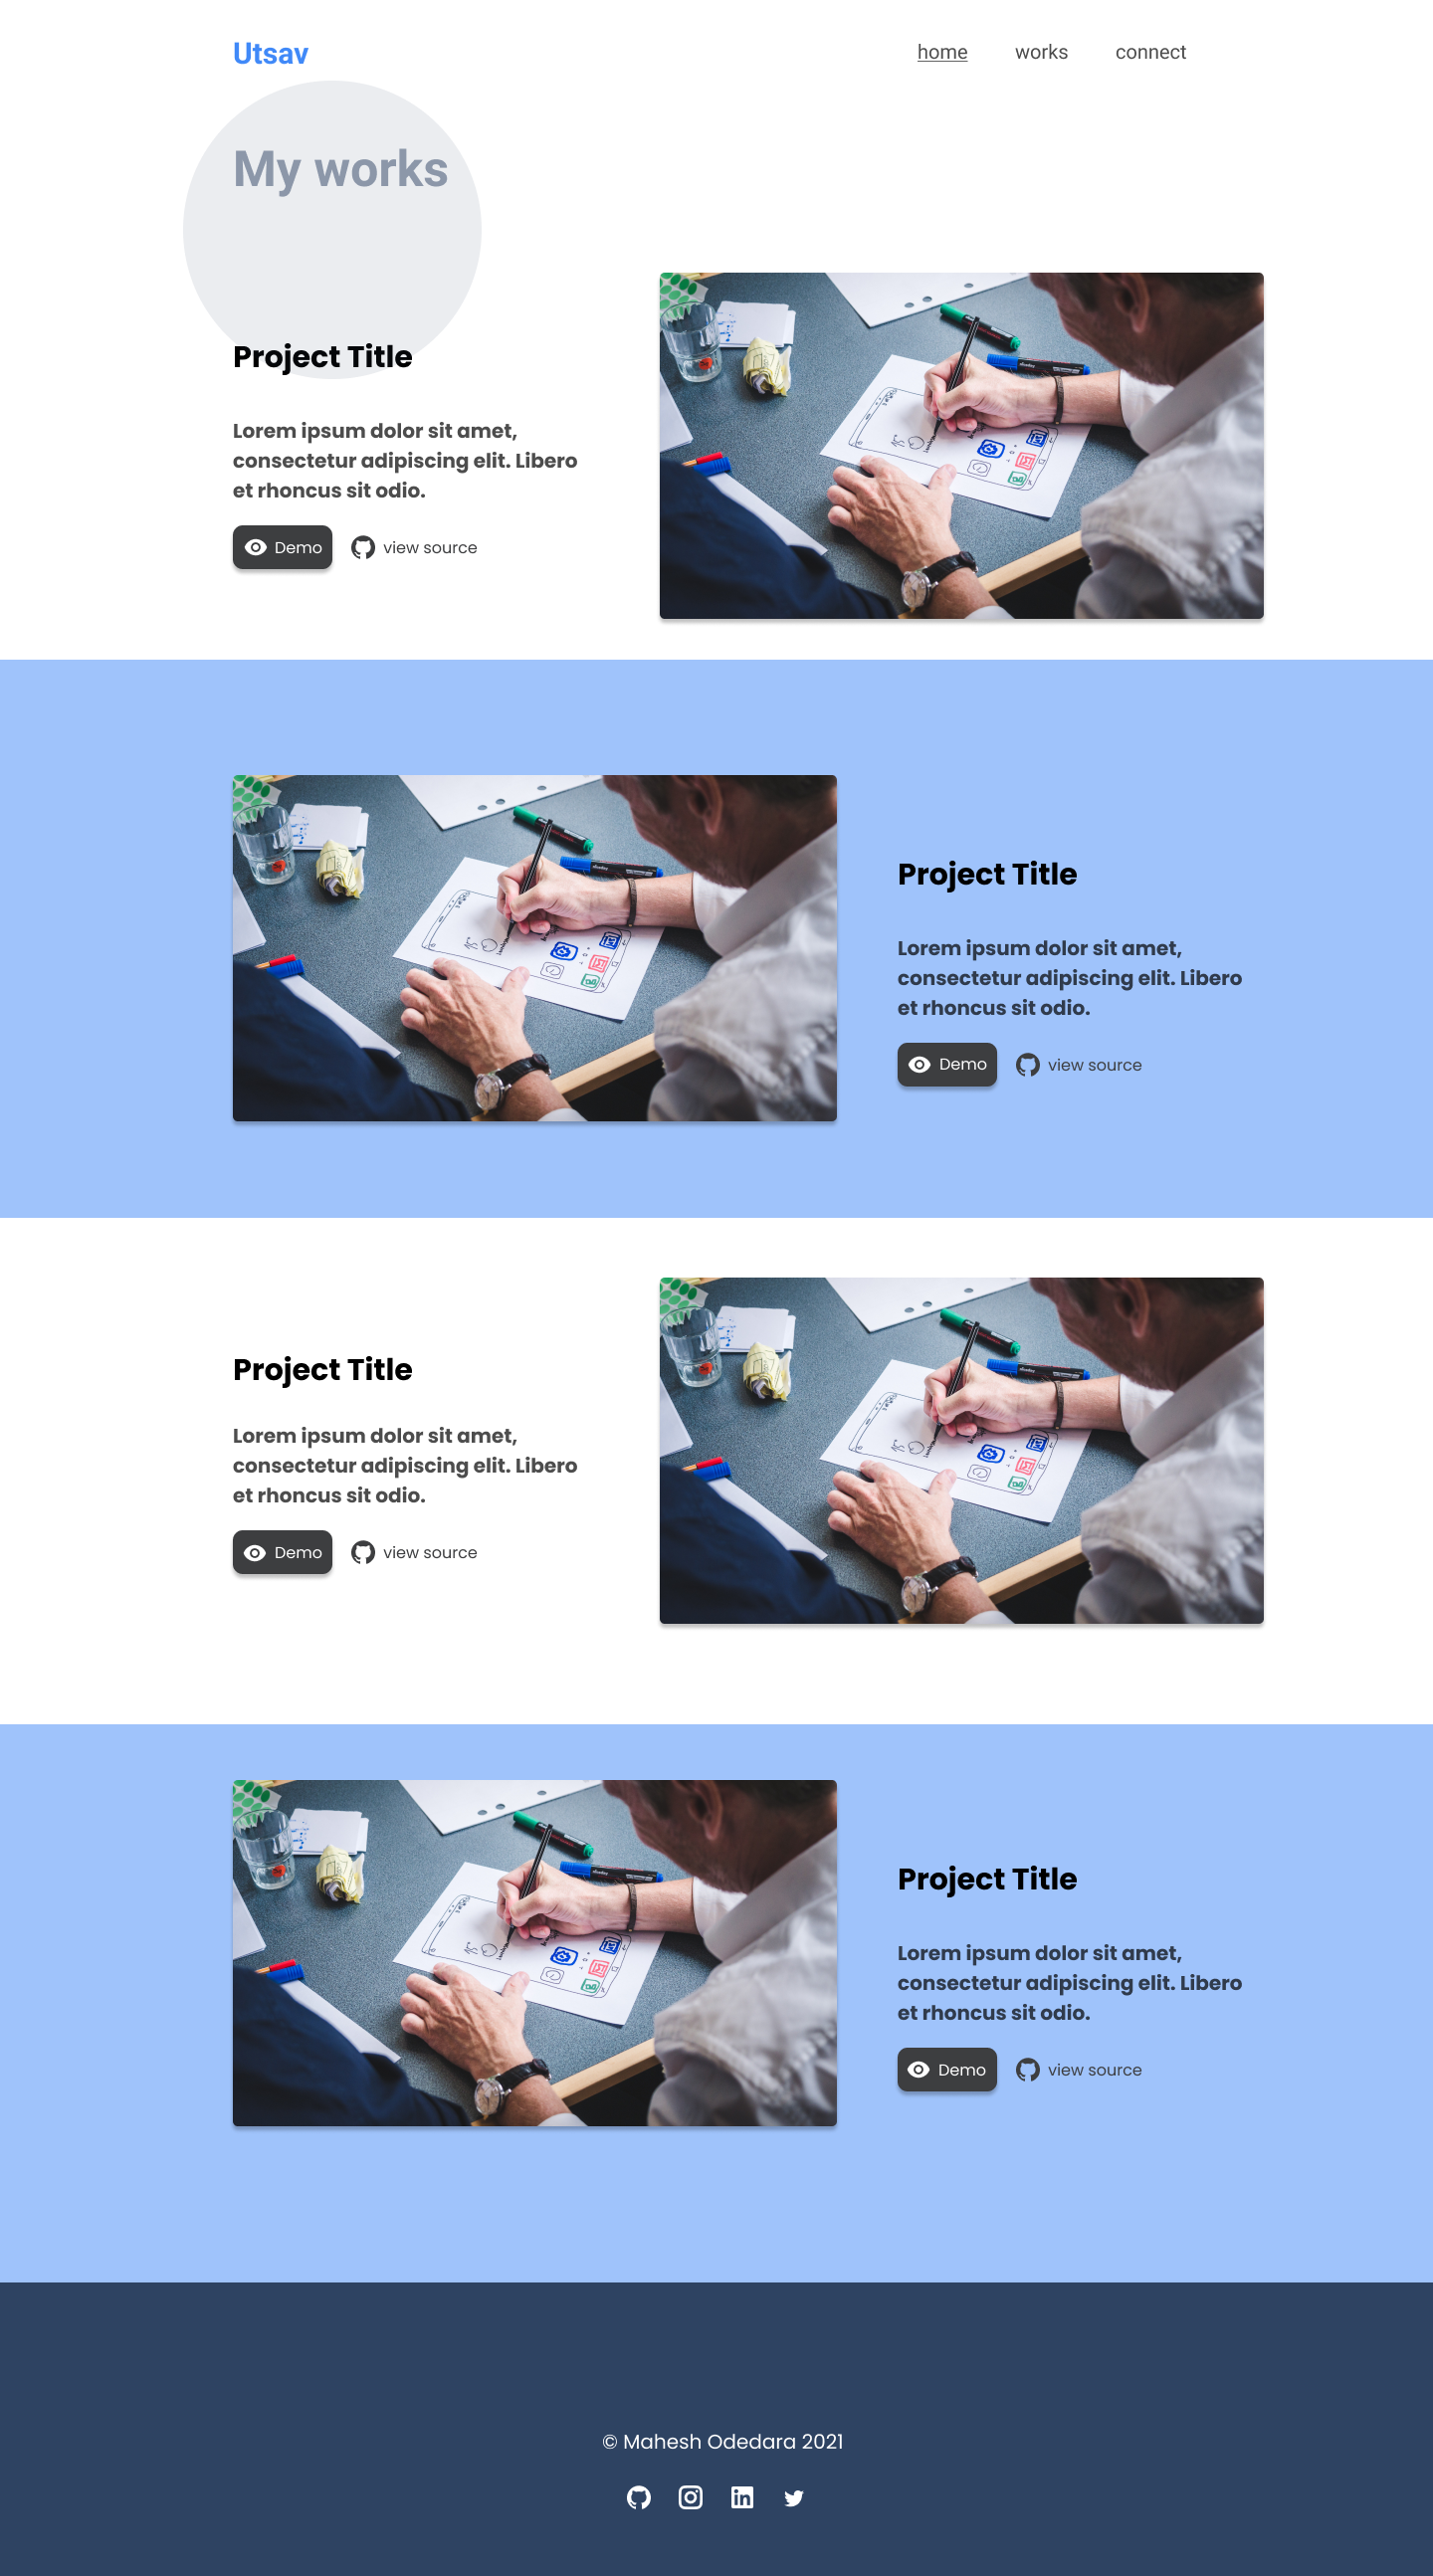 Utsav
home works connect
My works
Project Title
Lorem ipsum dolor sit amet,
consectetur adipiscing elit. Libero
et rhoncus sit odio.
Demo view source
Project Title
Lorem ipsum dolor sit amet,
consectetur adipiscing elit. Libero
et rhoncus sit odio.
Demo view source
Project Title
Lorem ipsum dolor sit amet,
consectetur adipiscing elit. Libero
et rhoncus sit odio.
Demo view source
Project Title
Lorem ipsum dolor sit amet,
consectetur adipiscing elit. Libero
et rhoncus sit odio.
Demo view source
© Mahesh Odedara 2021